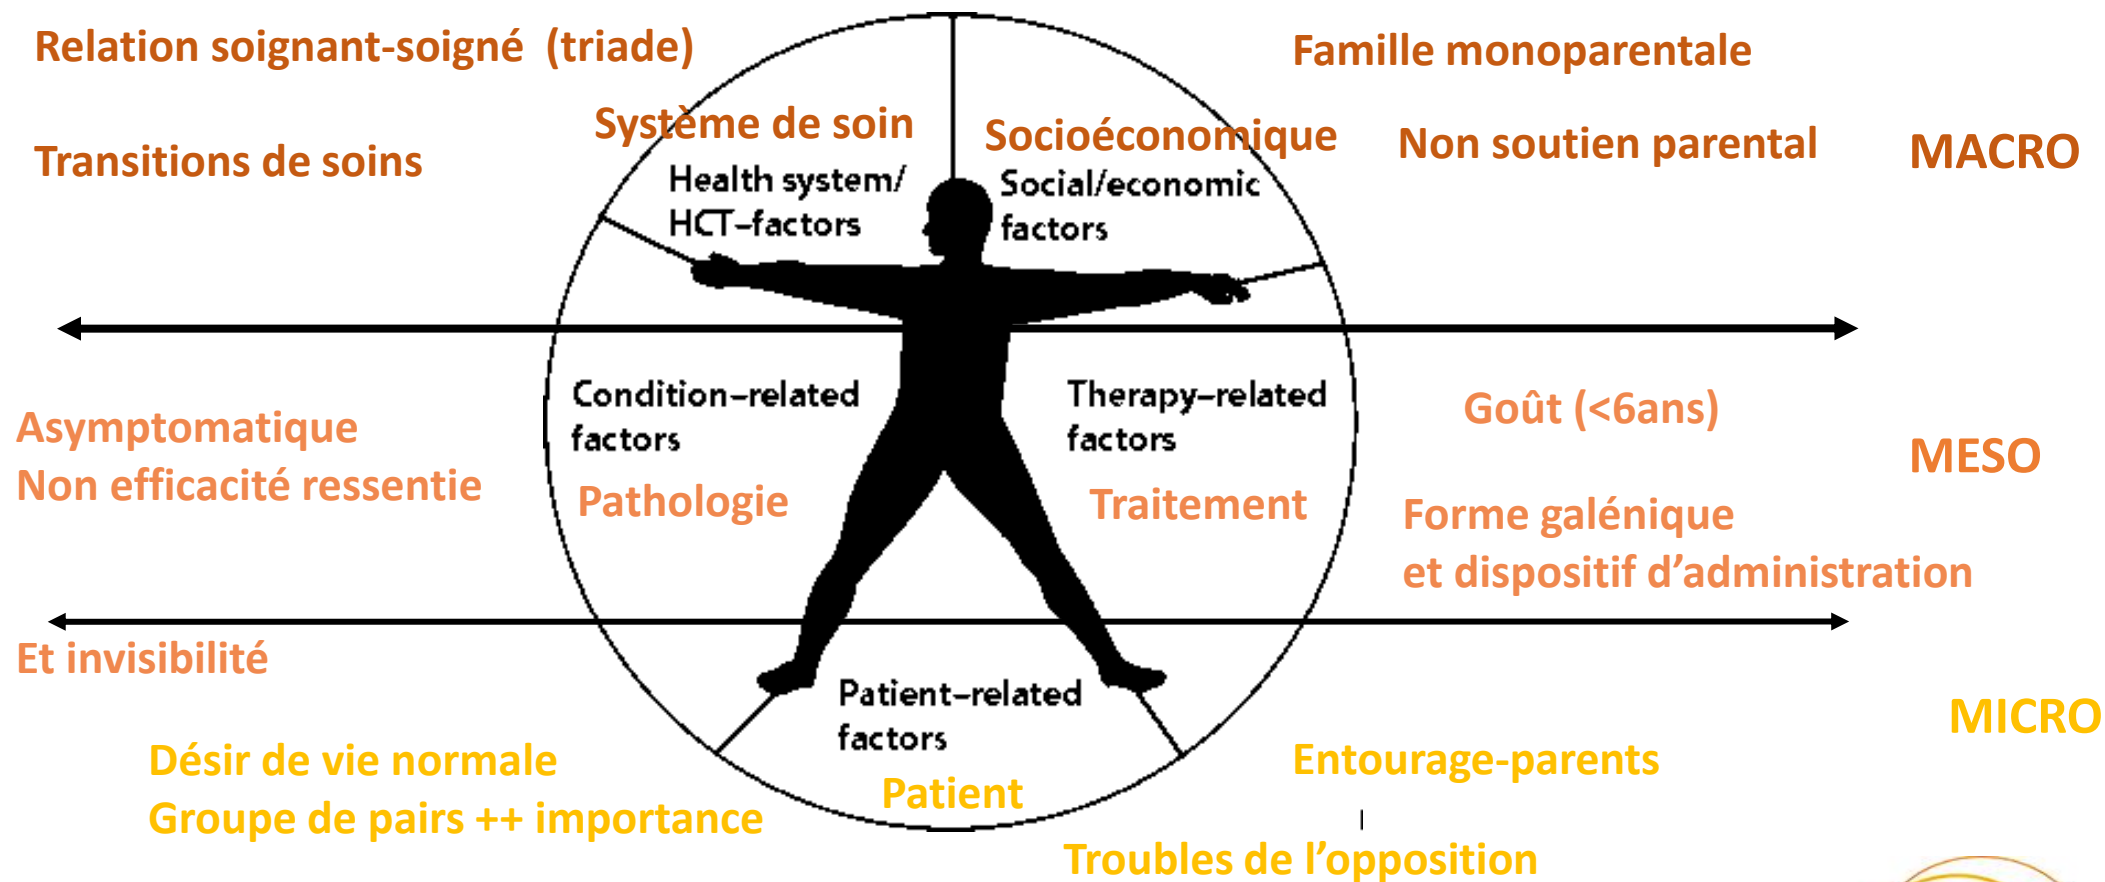 Relation soignant-soigné (triade)
Famille monoparentale
Système de soin
Socioéconomique
Non soutien parental
MACRO
Transitions de soins
Health system/
HCT-factors
Social/economic
factors
Condition-related
factors
Therapy-related
factors
Goût (<6ans)
Asymptomatique
Non efficacité ressentie
MESO
Pathologie
Traitement
Forme galénique
et dispositif d'administration
Et invisibilité
Patient-related
factors
MICRO
Désir de vie normale
Groupe de pairs ++ importance
Patient
Entourage-parents
Troubles de l'opposition